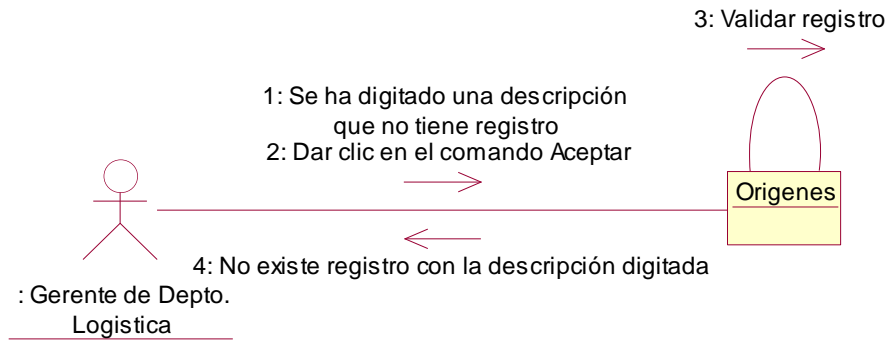 3: Validar registro
1: Se ha digitado una descripción
que no tiene registro
2: Dar clic en el comando Aceptar
Origenes
4: No existe registro con la descripción digitada
: Gerente de Depto.
Logistica